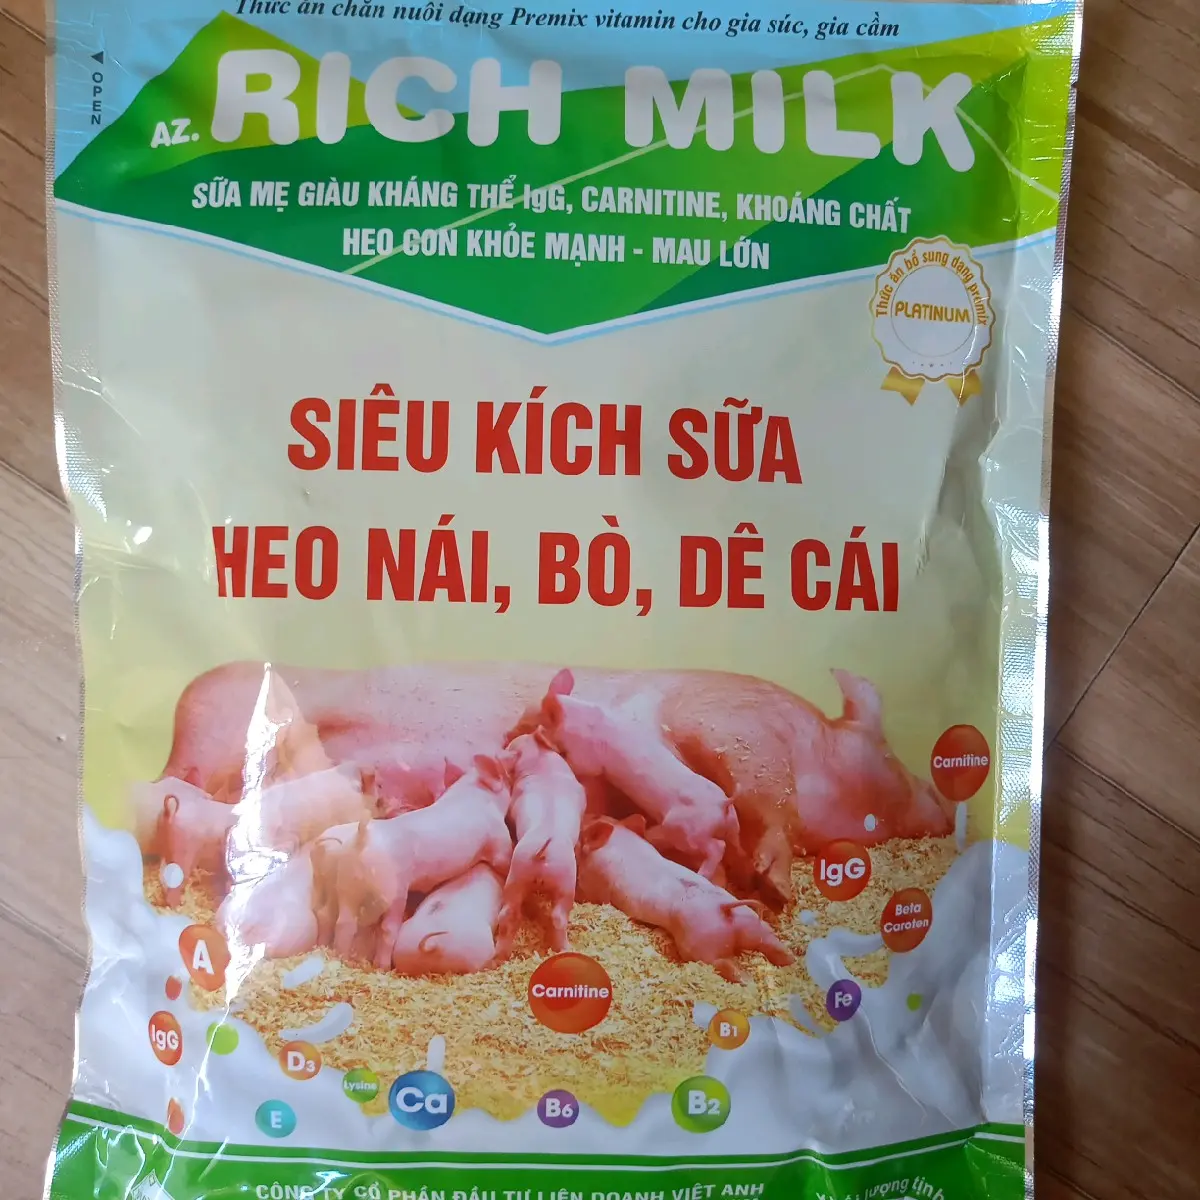 Thức ăn chăn nuôi dạng Premix vitamin cho gia súc, gia cầm
OPEN
AZ. RICH MILK
SỮA MẸ GIÀU KHÁNG THỂ IgG, CARNITINE, KHOÁNG CHẤT
HEO CON KHỎE MẠNH - MAU LỚN
Thức ăn bổ sung dạng premix
PLATINUM
SIÊU KÍCH SỮA
HEO NÁI, BÒ, DÊ CÁI
Carnitine
IgG
Beta
Caroten
A
Carnitine
Fe
IgG
B1
D3
Lysine
Ca
B6
B2
E
CÔNG TY CỔ PHẦN ĐẦU TƯ LIÊN DOANH VIỆT ANH
lượng tịnh